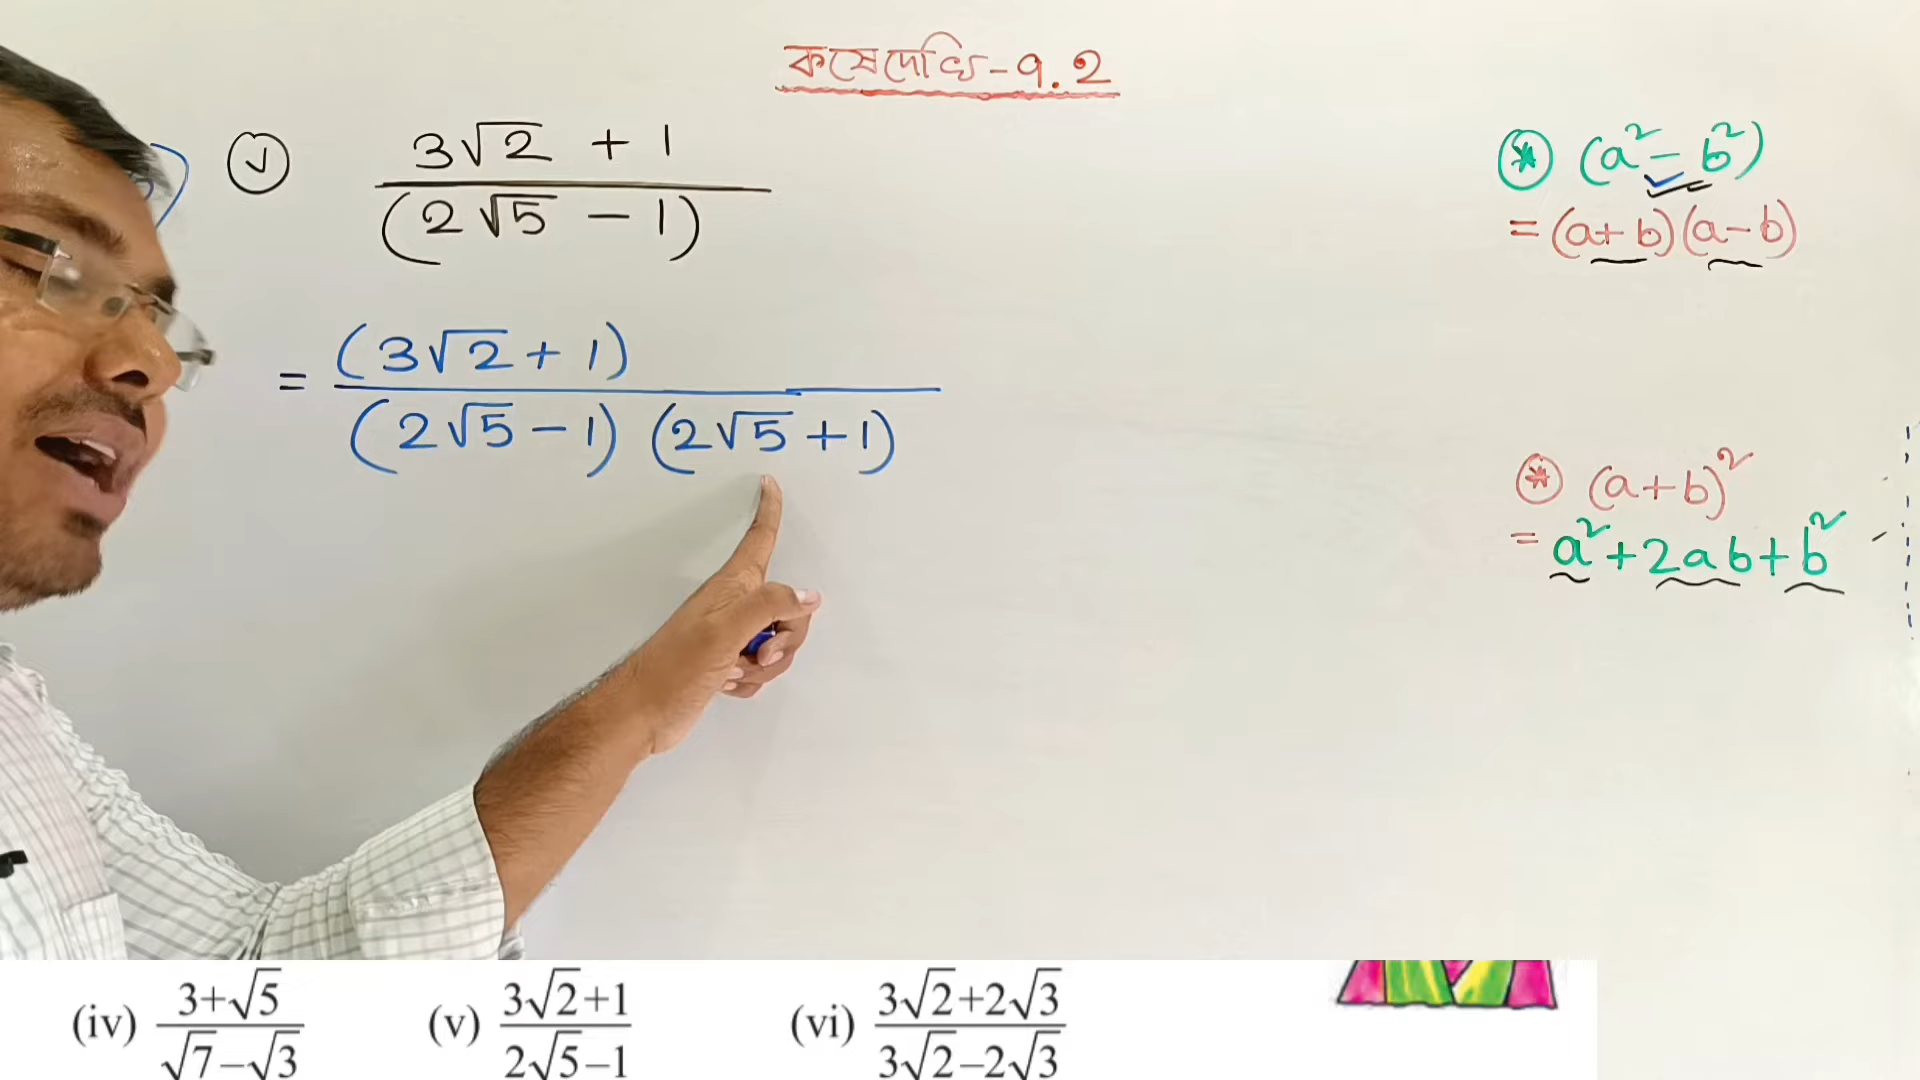 কষে দেখি - 9.2
(v) (3√2 + 1)/(2√5 - 1)
= (3√2 + 1)/((2√5 - 1) (2√5 + 1))
* (a² - b²)
= (a+b)(a-b)
* (a+b)²
= a²+2ab+b²
(iv) (3+√5)/(√7-√3) (v) (3√2+1)/(2√5-1) (vi) (3√2+2√3)/(3√2-2√3)